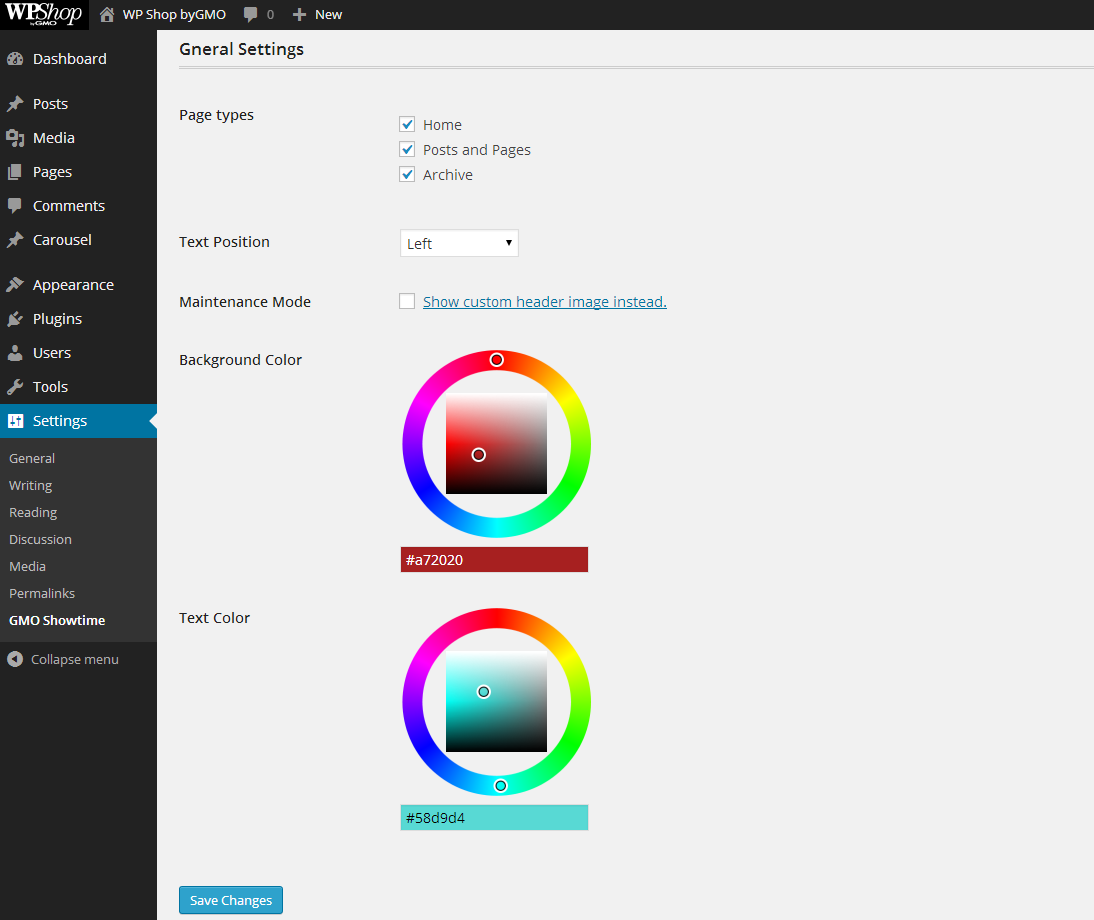 WPShop
by GMO
WP Shop byGMO
0
New
Dashboard
Posts
Media
Pages
Comments
Carousel
Appearance
Plugins
Users
Tools
Settings
General
Writing
Reading
Discussion
Media
Permalinks
GMO Showtime
Collapse menu
Gneral Settings
Page types
Home
Posts and Pages
Archive
Text Position
Left
Maintenance Mode
Show custom header image instead.
Background Color
#a72020
Text Color
#58d9d4
Save Changes